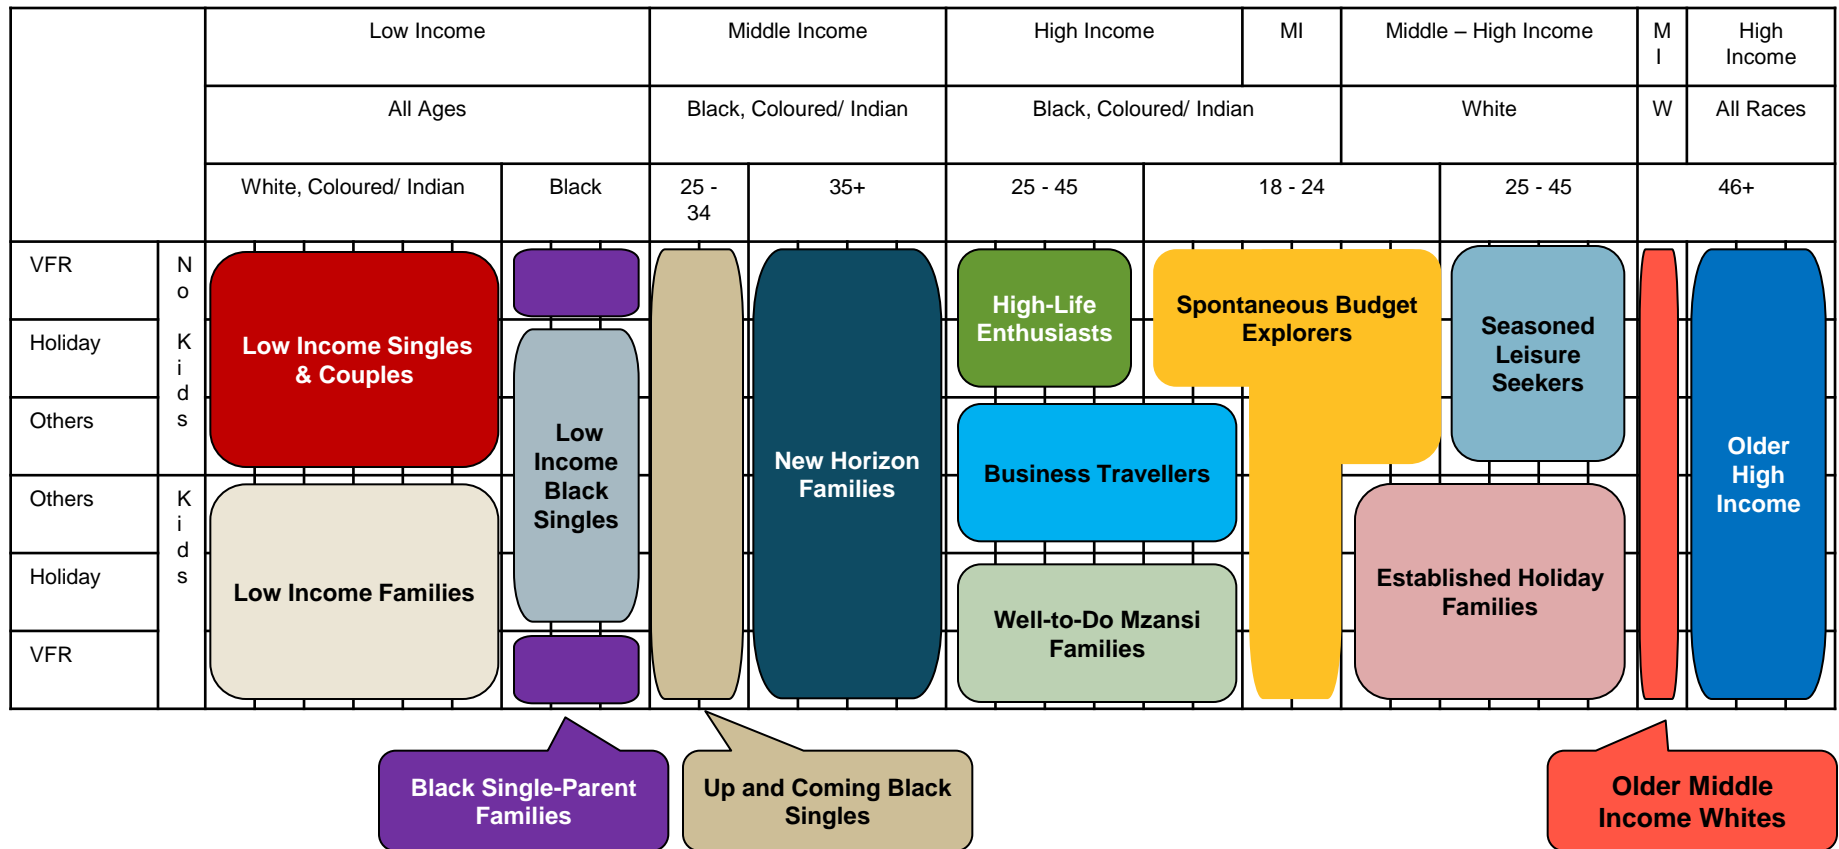 Low Income
Middle Income
High Income
MI
Middle – High Income
M
I
High
Income
All Ages
Black, Coloured/ Indian
Black, Coloured/ Indian
White
W
All Races
White, Coloured/ Indian
Black
25 -
34
35+
25 - 45
18 - 24
25 - 45
46+
VFR
Holiday
Others
Others
Holiday
VFR
N
o
K
i
d
s
K
i
d
s
Low Income Singles
& Couples
Low Income Families
Low
Income
Black
Singles
New Horizon
Families
High-Life
Enthusiasts
Business Travellers
Well-to-Do Mzansi
Families
Spontaneous Budget
Explorers
Seasoned
Leisure
Seekers
Established Holiday
Families
Older
High
Income
Black Single-Parent
Families
Up and Coming Black
Singles
Older Middle
Income Whites